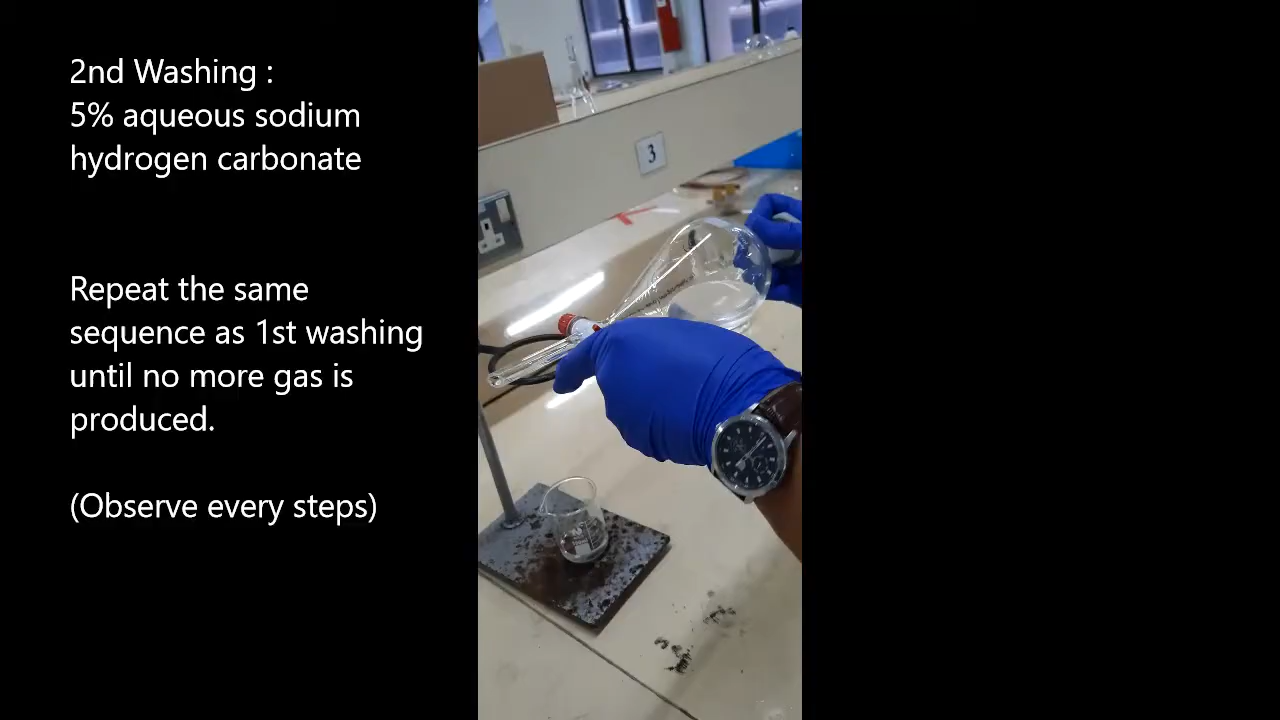 2nd Washing :
5% aqueous sodium
hydrogen carbonate
Repeat the same
sequence as 1st washing
until no more gas is
produced.
(Observe every steps)
3